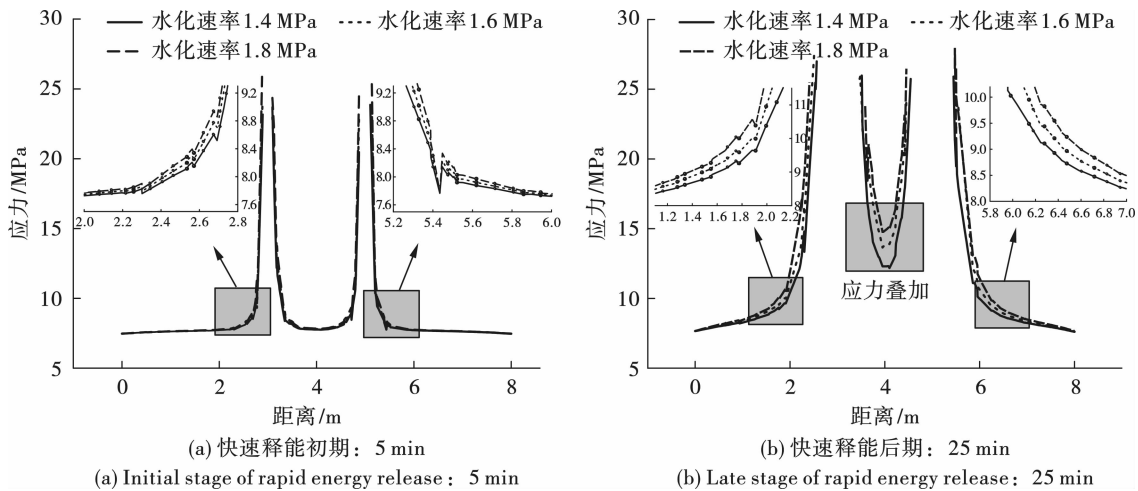 水化速率1.4 MPa 水化速率1.6 MPa
水化速率1.8 MPa
30
25
20
15
10
5
应力/MPa
9.2
8.8
8.4
8.0
7.6
2.0 2.2 2.4 2.6 2.8
9.2
8.8
8.4
8.0
7.6
5.2 5.4 5.6 5.8 6.0
0 2 4 6 8
距离/m
(a) 快速释能初期：5 min
(a) Initial stage of rapid energy release：5 min
水化速率1.4 MPa 水化速率1.6 MPa
水化速率1.8 MPa
30
25
20
15
10
5
应力/MPa
11
10
9
8
1.2 1.4 1.6 1.8 2.0 2.2
10.0
9.5
9.0
8.5
8.0
5.8 6.0 6.2 6.4 6.6 6.8 7.0
应力叠加
0 2 4 6 8
距离/m
(b) 快速释能后期：25 min
(b) Late stage of rapid energy release：25 min